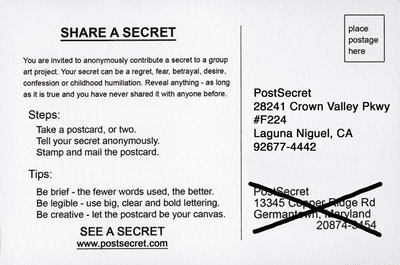 SHARE A SECRET
You are invited to anonymously contribute a secret to a group
art project. Your secret can be a regret, fear, betrayal, desire,
confession or childhood humiliation. Reveal anything - as long
as it is true and you have never shared it with anyone before.
Steps:
Take a postcard, or two.
Tell your secret anonymously.
Stamp and mail the postcard.
Tips:
Be brief - the fewer words used, the better.
Be legible - use big, clear and bold lettering.
Be creative - let the postcard be your canvas.
SEE A SECRET
www.postsecret.com
place
postage
here
PostSecret
28241 Crown Valley Pkwy
#F224
Laguna Niguel, CA
92677-4442
PostSecret
13345 Copper Ridge Rd
Germantown, Maryland
20874-3454